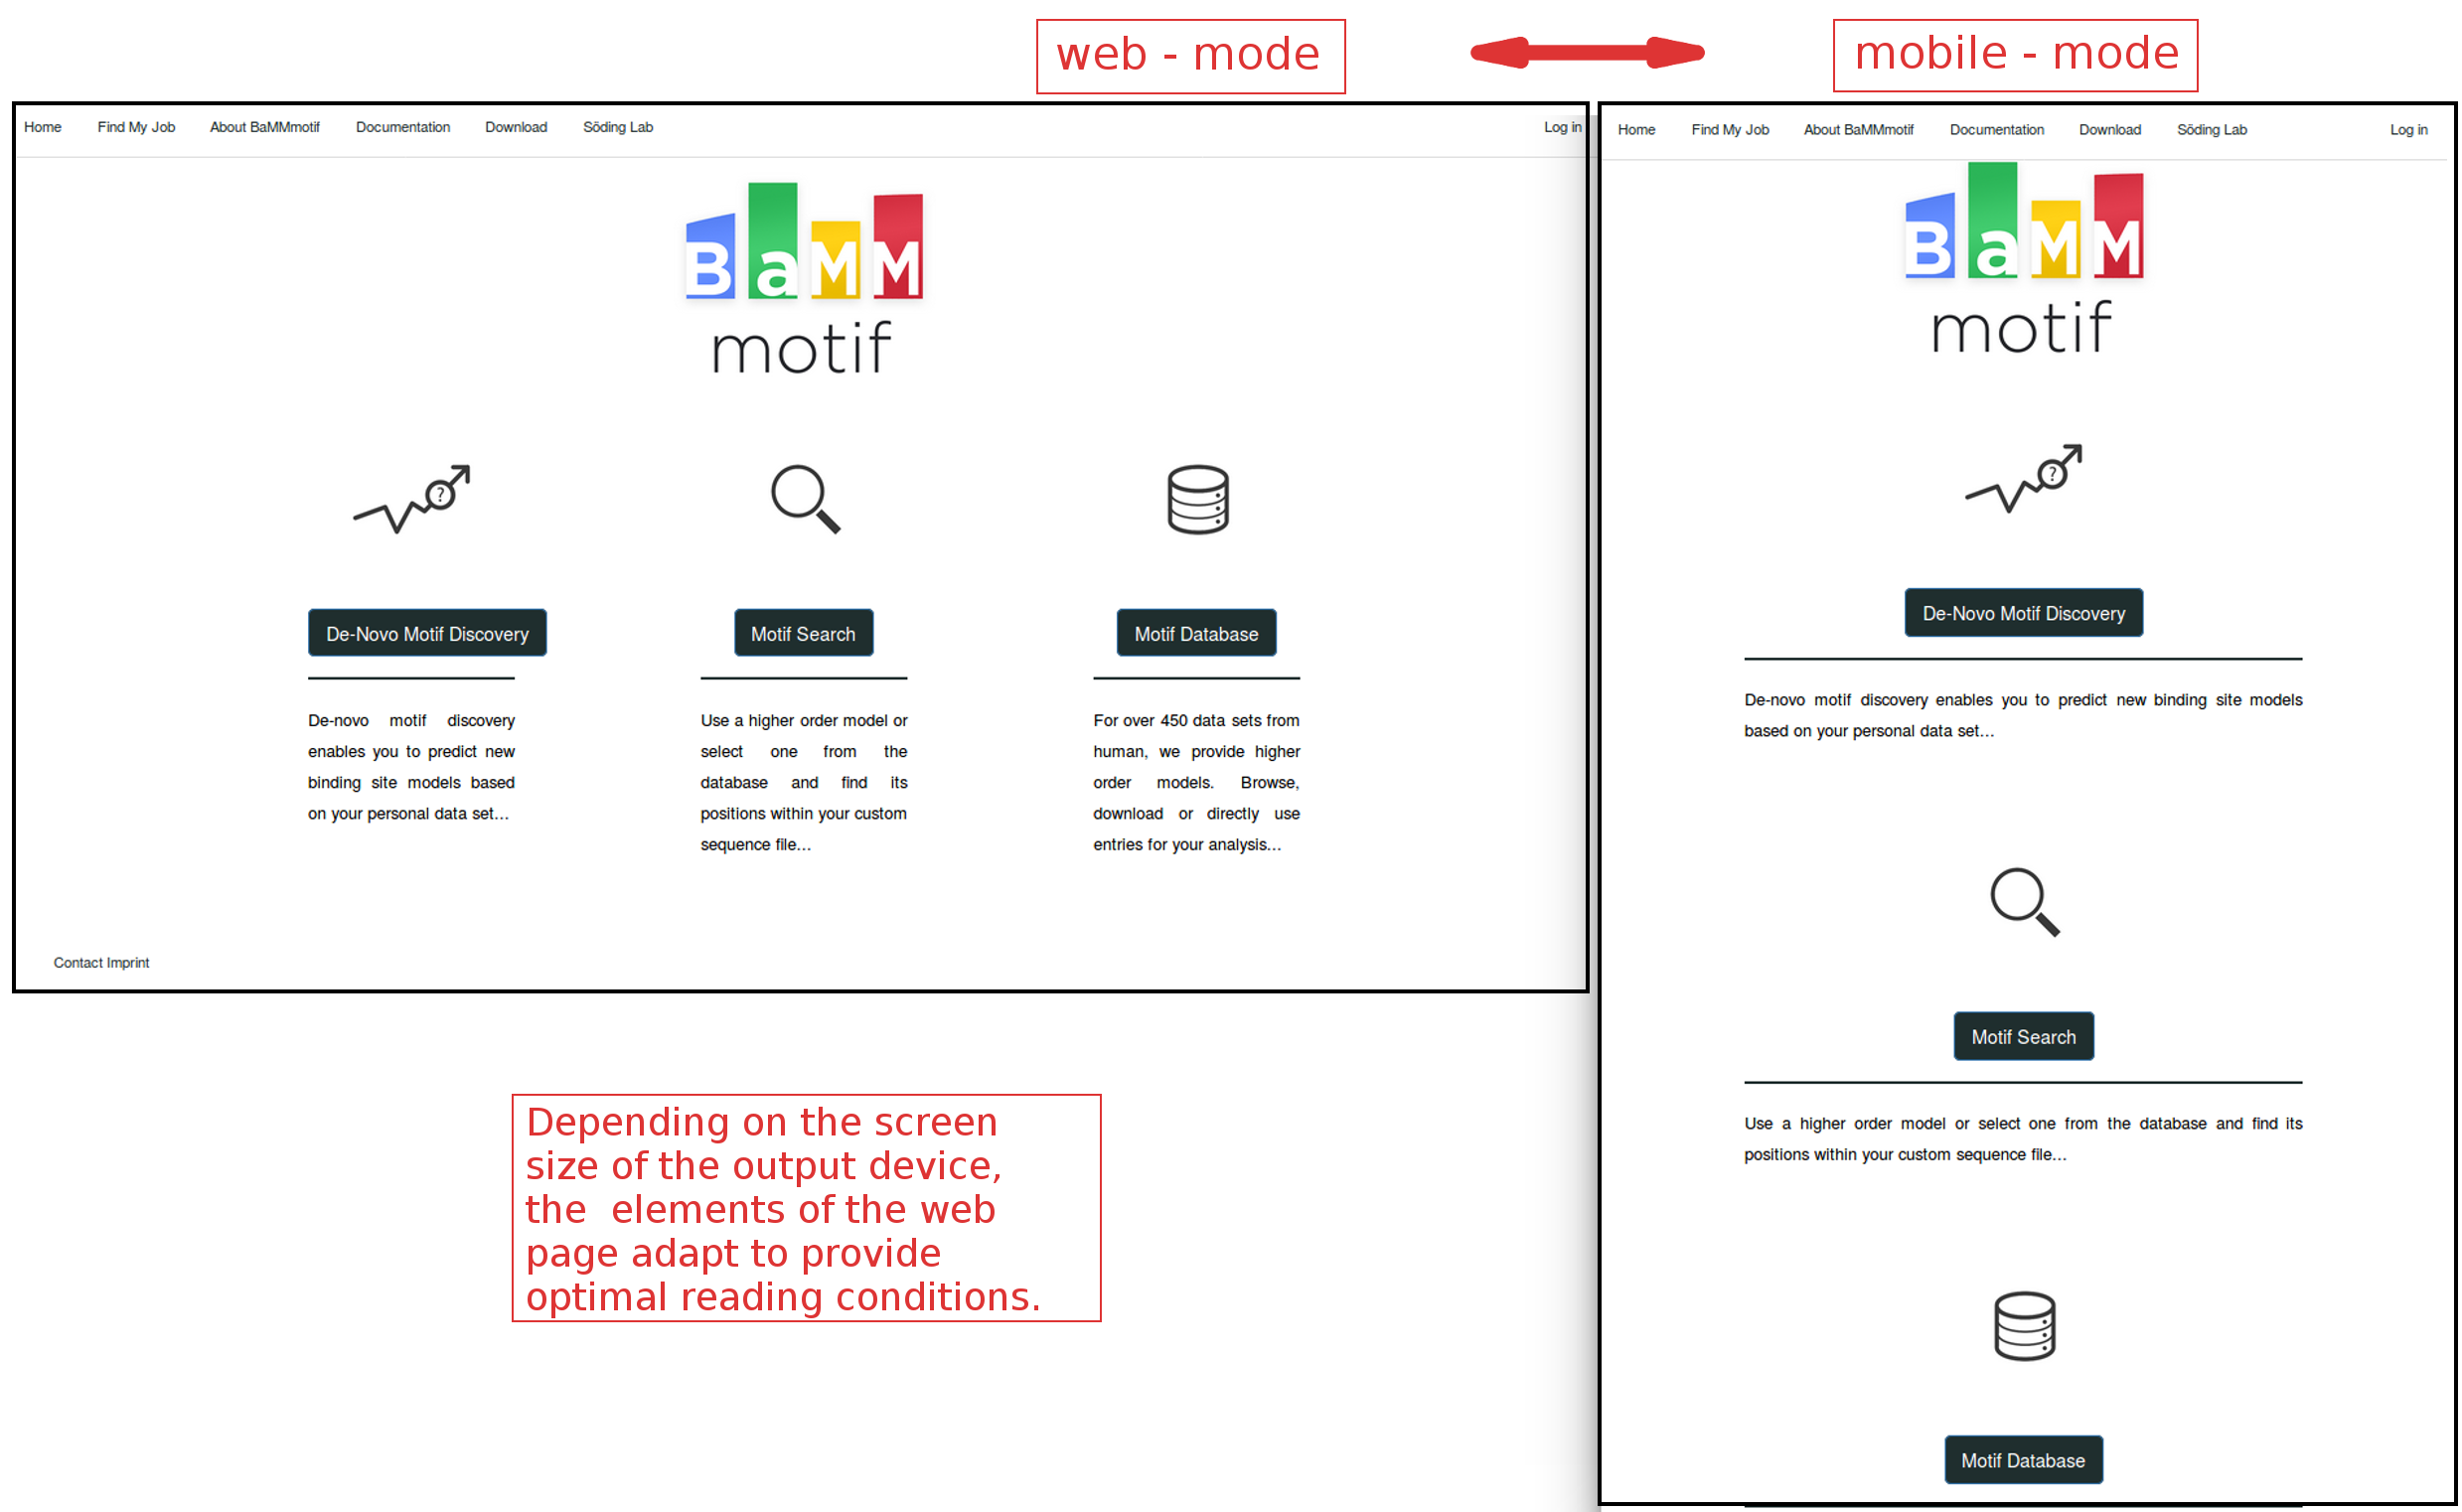 web - mode
mobile - mode
Home Find My Job About BaMMmotif Documentation Download Söding Lab Log in
BaMM
motif
?
De-Novo Motif Discovery Motif Search Motif Database
De-novo motif discovery
enables you to predict new
binding site models based
on your personal data set...
Use a higher order model or
select one from the
database and find its
positions within your custom
sequence file...
For over 450 data sets from
human, we provide higher
order models. Browse,
download or directly use
entries for your analysis...
Contact Imprint
Home Find My Job About BaMMmotif Documentation Download Söding Lab Log in
BaMM
motif
?
De-Novo Motif Discovery
De-novo motif discovery enables you to predict new binding site models
based on your personal data set...
Motif Search
Use a higher order model or select one from the database and find its
positions within your custom sequence file...
Motif Database
Depending on the screen
size of the output device,
the  elements of the web
page adapt to provide
optimal reading conditions.